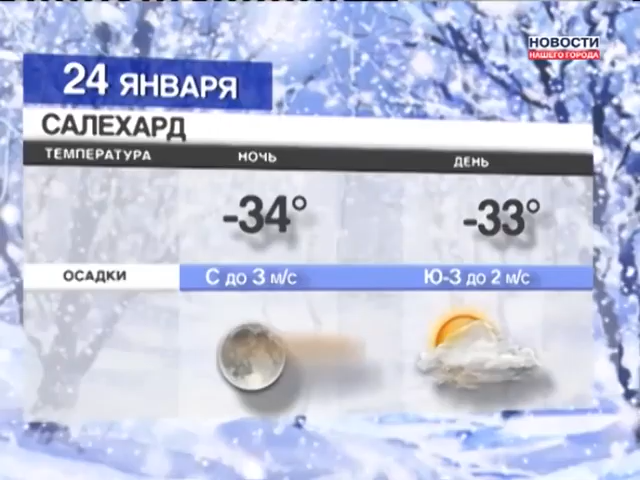 НОВОСТИ
НАШЕГО ГОРОДА
24 ЯНВАРЯ
САЛЕХАРД
ТЕМПЕРАТУРА НОЧЬ ДЕНЬ
-34° -33°
ОСАДКИ С ДО 3 М/С Ю-З ДО 2 М/С